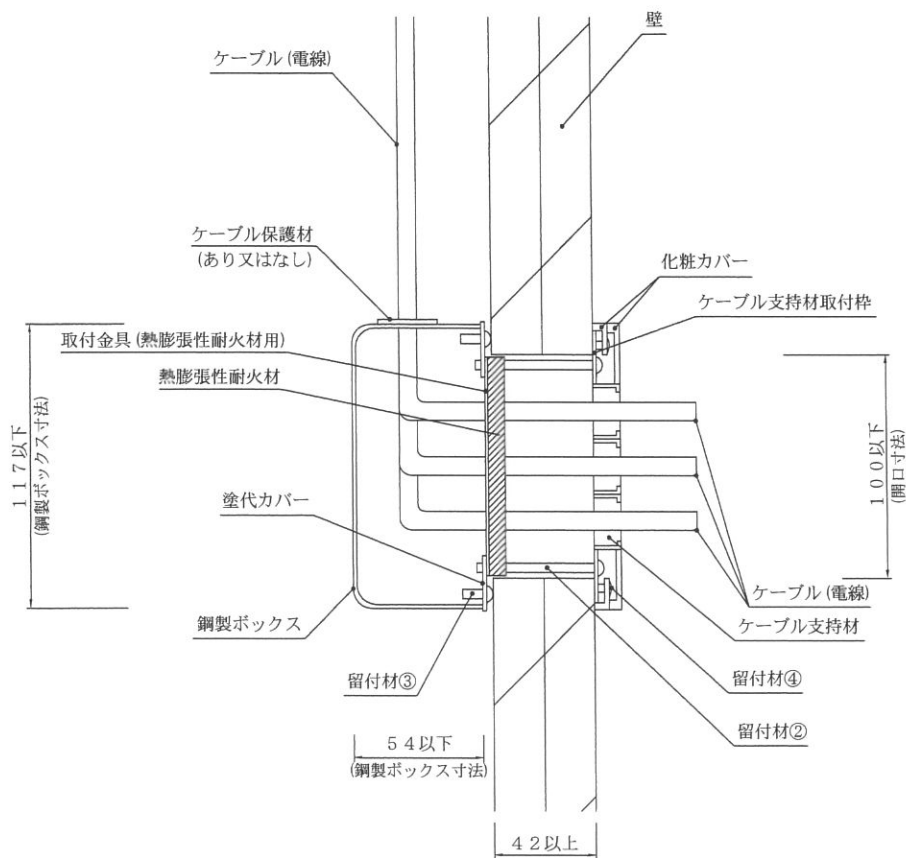 壁
ケーブル (電線)
ケーブル保護材
(あり又はなし)
化粧カバー
ケーブル支持材取付枠
取付金具 (熱膨張性耐火材用)
熱膨張性耐火材
117以下
(鋼製ボックス寸法)
100以下
(開口寸法)
塗代カバー
ケーブル (電線)
鋼製ボックス
ケーブル支持材
留付材③
留付材④
留付材②
54以下
(鋼製ボックス寸法)
42以上